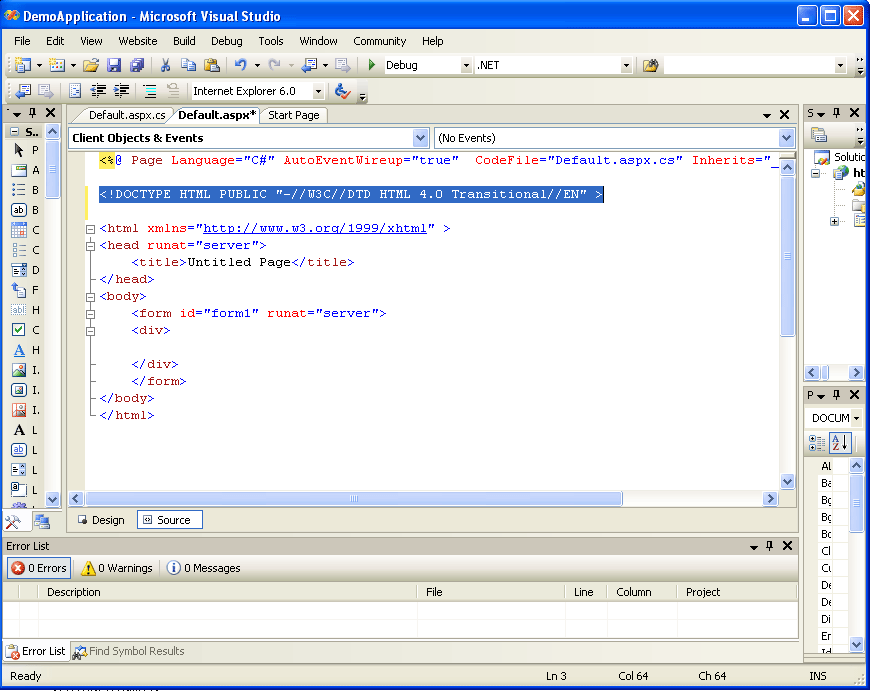 DemoApplication - Microsoft Visual Studio
File Edit View Website Build Debug Tools Window Community Help
Debug .NET
Internet Explorer 6.0
S..
P
A
B
B
C
C
D
F
H
C
H
I.
I.
I.
L
L
L
L
Default.aspx.cs Default.aspx* Start Page
Client Objects & Events (No Events)
<%@ Page Language="C#" AutoEventWireup="true" CodeFile="Default.aspx.cs" Inherits="_
<!DOCTYPE HTML PUBLIC "-//W3C//DTD HTML 4.0 Transitional//EN" >
<html xmlns="http://www.w3.org/1999/xhtml" >
<head runat="server">
<title>Untitled Page</title>
</head>
<body>
<form id="form1" runat="server">
<div>
</div>
</form>
</body>
</html>
Design Source
S
Solutio
ht
P
DOCUM
Al
Ba
Bg
Bg
Bo
Cl
Cu
De
De
Di
En
Id
Error List
0 Errors 0 Warnings 0 Messages
Description File Line Column Project
Error List Find Symbol Results
Ready Ln 3 Col 64 Ch 64 INS